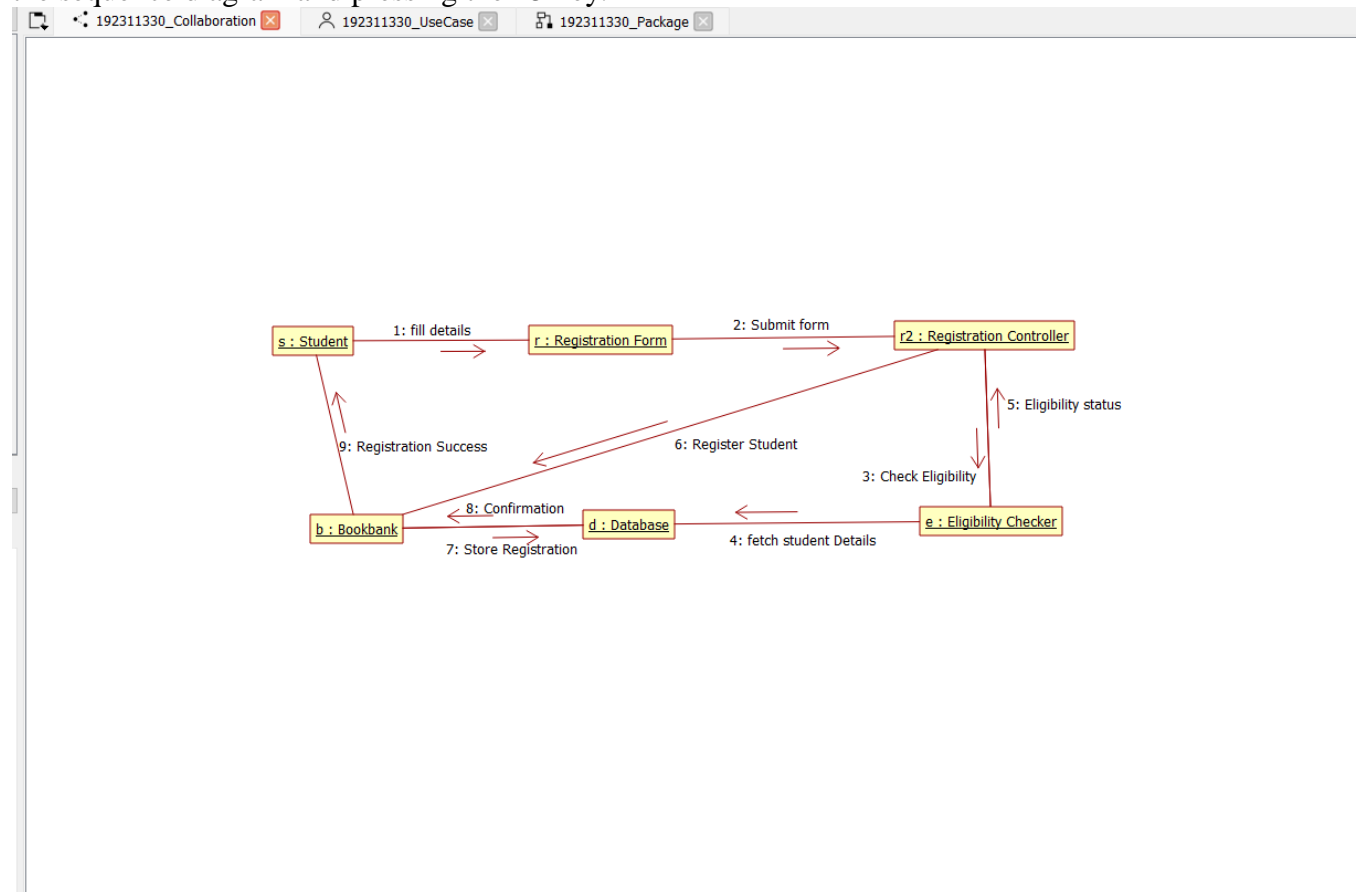 192311330_Collaboration 192311330_UseCase 192311330_Package
1: fill details
2: Submit form
s : Student
r : Registration Form
r2 : Registration Controller
5: Eligibility status
9: Registration Success
6: Register Student
3: Check Eligibility
8: Confirmation
b : Bookbank
d : Database
e : Eligibility Checker
7: Store Registration
4: fetch student Details